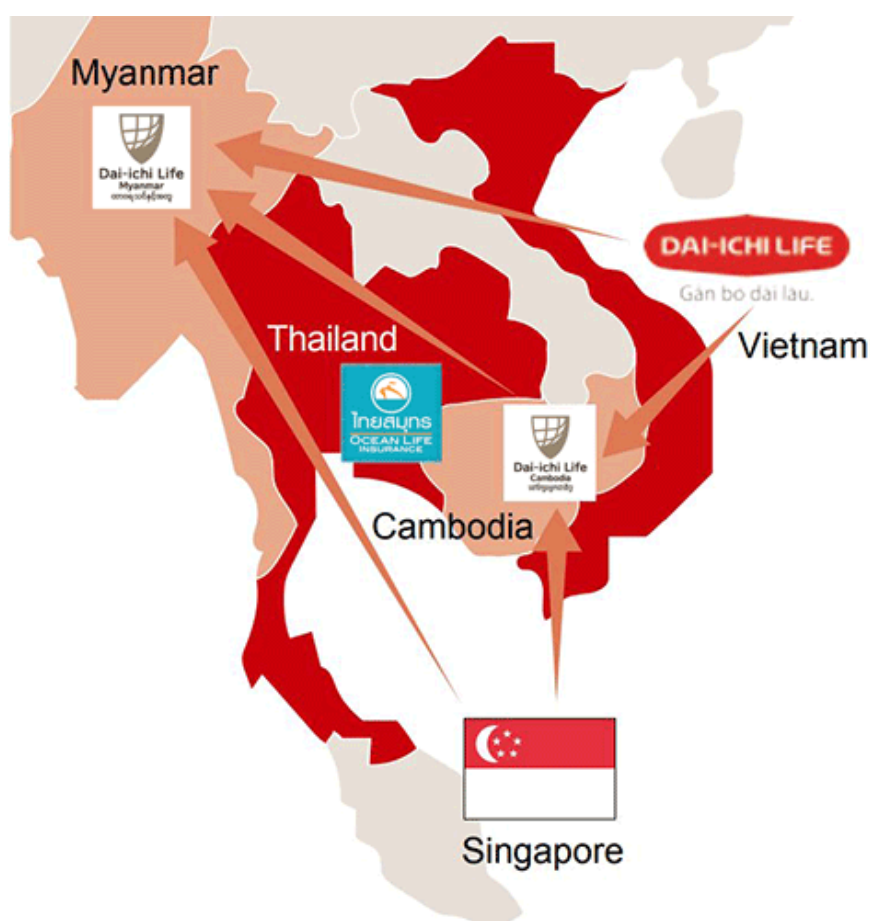 Myanmar
Dai-ichi Life
Myanmar
DAI-ICHI LIFE
Gắn bó dài lâu.
Thailand
Vietnam
ไทยสมุทร
OCEAN LIFE
INSURANCE
Dai-ichi Life
Cambodia
Cambodia
Singapore